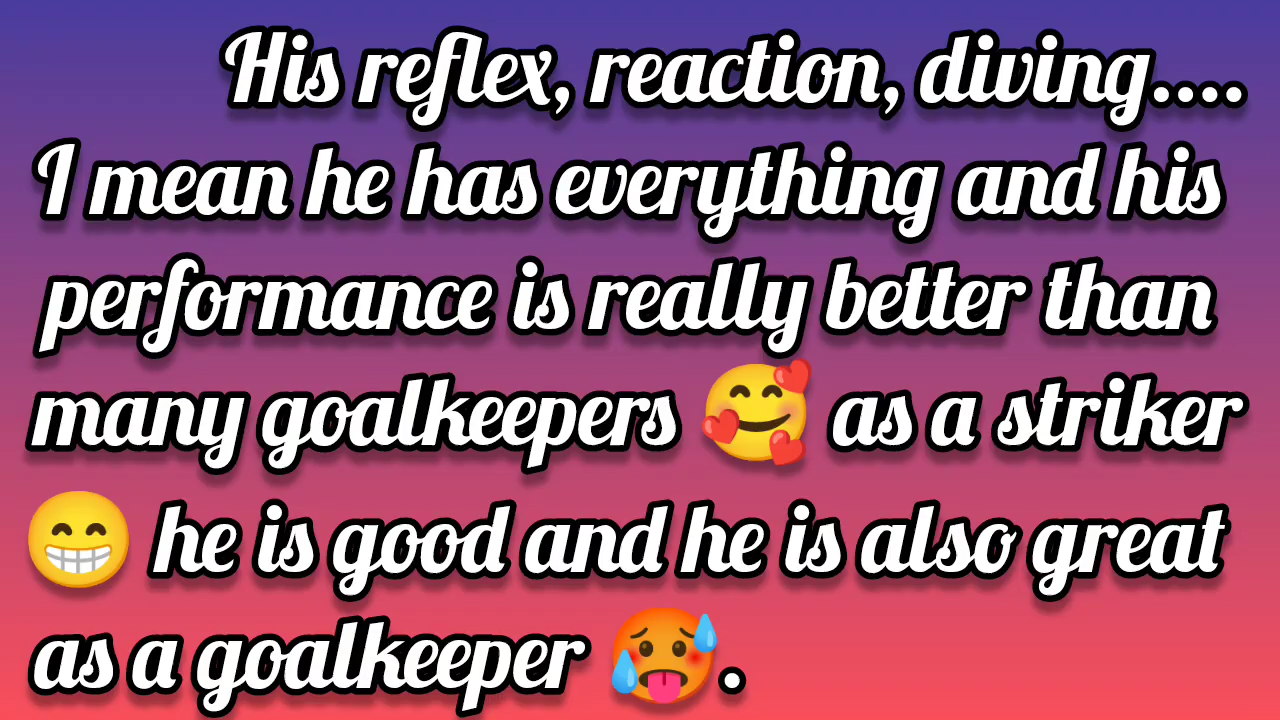 His reflex, reaction, diving....
I mean he has everything and his
performance is really better than
many goalkeepers 🥰 as a striker
😁 he is good and he is also great
as a goalkeeper 🥵.